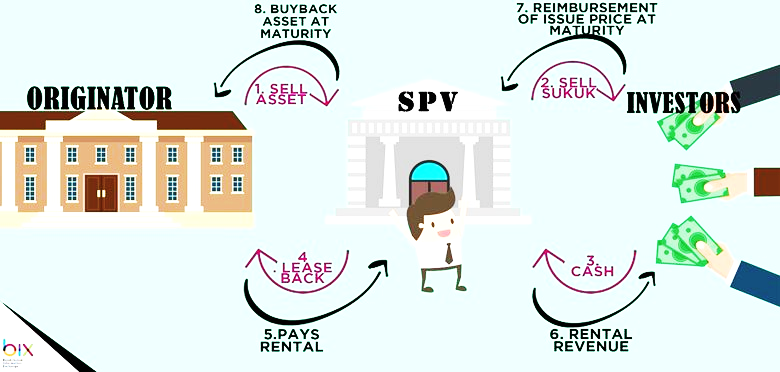 8. BUYBACK
ASSET AT
MATURITY
7. REIMBURSEMENT
OF ISSUE PRICE AT
MATURITY
1. SELL
ASSET
2. SELL
SUKUK
ORIGINATOR
SPV
INVESTORS
4
. LEASE
BACK
3.
CASH
5.PAYS
RENTAL
6. RENTAL
REVENUE
bix